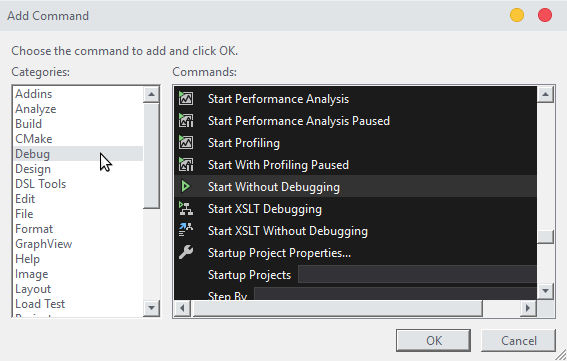 Add Command
Choose the command to add and click OK.
Categories:
Addins
Analyze
Build
CMake
Debug
Design
DSL Tools
Edit
File
Format
GraphView
Help
Image
Layout
Load Test
Commands:
Start Performance Analysis
Start Performance Analysis Paused
Start Profiling
Start With Profiling Paused
Start Without Debugging
Start XSLT Debugging
Start XSLT Without Debugging
Startup Project Properties...
Startup Projects
Step By
OK
Cancel